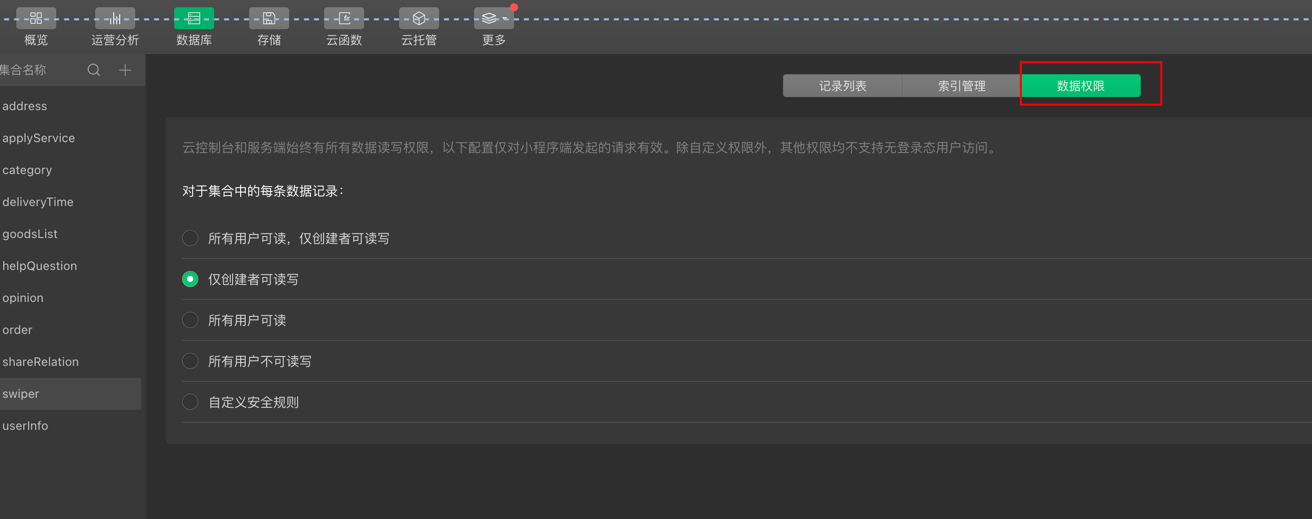 概览 运营分析 数据库 存储 云函数 云托管 更多
集合名称
记录列表 索引管理 数据权限
address
applyService
category
deliveryTime
goodsList
helpQuestion
opinion
order
shareRelation
swiper
userInfo
云控制台和服务端始终有所有数据读写权限，以下配置仅对小程序端发起的请求有效。除自定义权限外，其他权限均不支持无登录态用户访问。
对于集合中的每条数据记录：
所有用户可读，仅创建者可读写
仅创建者可读写
所有用户可读
所有用户不可读写
自定义安全规则